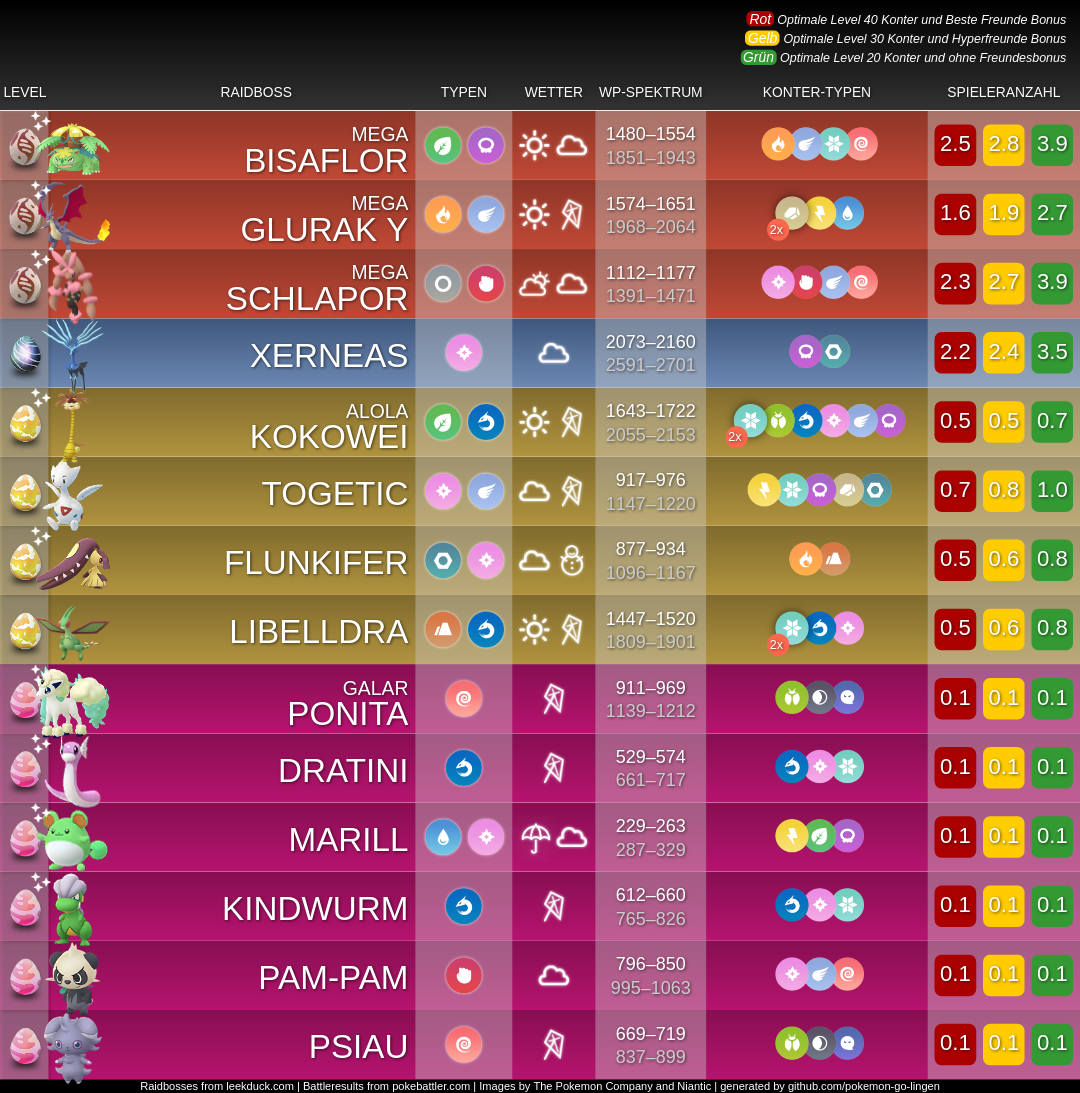 Rot Optimale Level 40 Konter und Beste Freunde Bonus
Gelb Optimale Level 30 Konter und Hyperfreunde Bonus
Grün Optimale Level 20 Konter und ohne Freundesbonus
LEVEL RAIDBOSS TYPEN WETTER WP-SPEKTRUM KONTER-TYPEN SPIELERANZAHL
MEGA 1480–1554
BISAFLOR 1851–1943 2.5 2.8 3.9
MEGA 1574–1651
GLURAK Y 1968–2064 2x 1.6 1.9 2.7
MEGA 1112–1177
SCHLAPOR 1391–1471 2.3 2.7 3.9
XERNEAS 2073–2160 2.2 2.4 3.5
2591–2701
ALOLA 1643–1722
KOKOWEI 2055–2153 2x 0.5 0.5 0.7
TOGETIC 917–976 0.7 0.8 1.0
1147–1220
FLUNKIFER 877–934 0.5 0.6 0.8
1096–1167
LIBELLDRA 1447–1520 0.5 0.6 0.8
1809–1901 2x
GALAR 911–969
PONITA 1139–1212 0.1 0.1 0.1
DRATINI 529–574 0.1 0.1 0.1
661–717
MARILL 229–263 0.1 0.1 0.1
287–329
KINDWURM 612–660 0.1 0.1 0.1
765–826
PAM-PAM 796–850 0.1 0.1 0.1
995–1063
PSIAU 669–719 0.1 0.1 0.1
837–899
Raidbosses from leekduck.com | Battleresults from pokebattler.com | Images by The Pokemon Company and Niantic | generated by github.com/pokemon-go-lingen